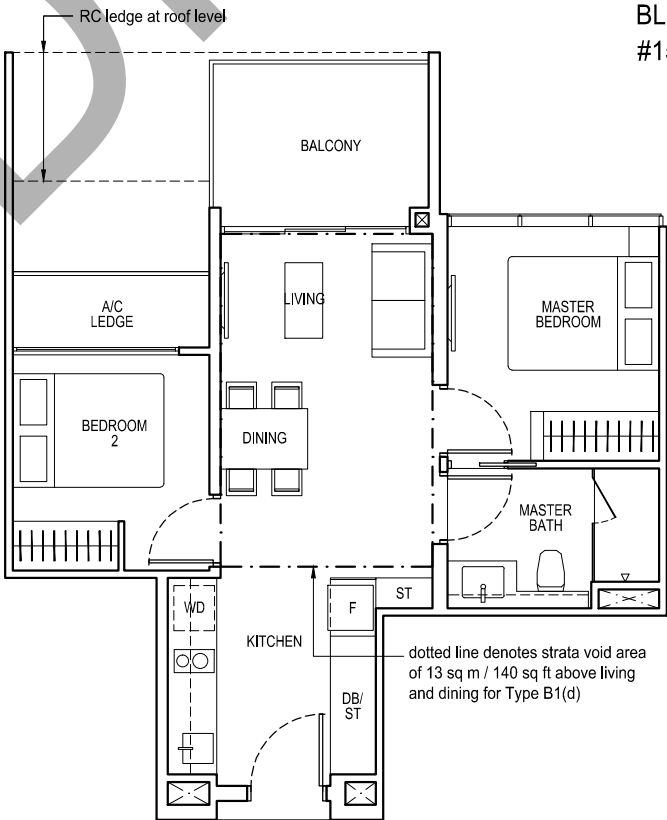 RC ledge at roof level
BL
#1
BALCONY
A/C
LEDGE
LIVING
MASTER
BEDROOM
BEDROOM
2
DINING
MASTER
BATH
WD
F
ST
KITCHEN
DB/
ST
dotted line denotes strata void area
of 13 sq m / 140 sq ft above living
and dining for Type B1(d)